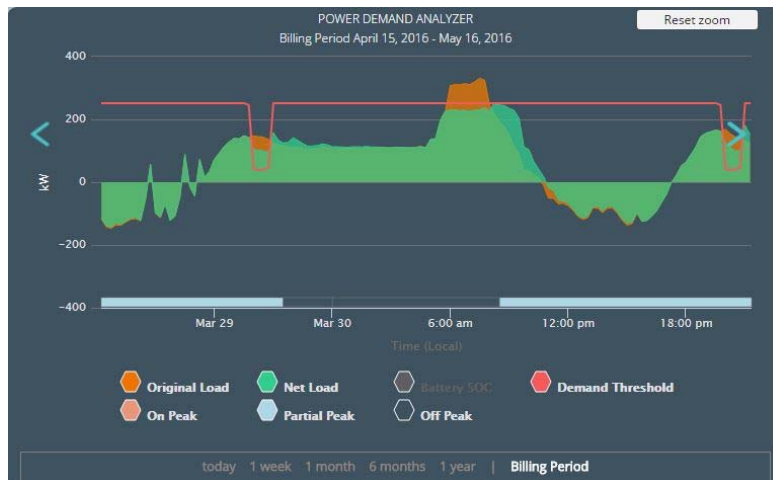 POWER DEMAND ANALYZER
Reset zoom
Billing Period April 15, 2016 - May 16, 2016
400
200
0
-200
-400
kW
Mar 29 Mar 30 6:00 am 12:00 pm 18:00 pm
Time (Local)
Original Load Net Load Battery SOC Demand Threshold
On Peak Partial Peak Off Peak
today 1 week 1 month 6 months 1 year | Billing Period